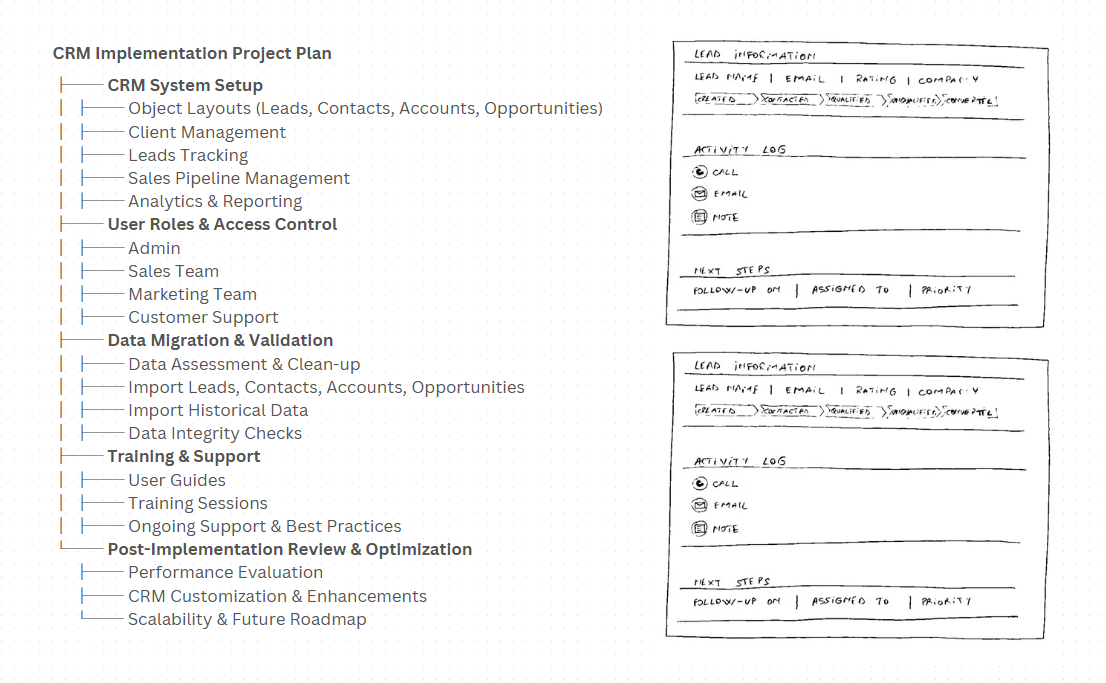 CRM Implementation Project Plan
CRM System Setup
Object Layouts (Leads, Contacts, Accounts, Opportunities)
Client Management
Leads Tracking
Sales Pipeline Management
Analytics & Reporting
User Roles & Access Control
Admin
Sales Team
Marketing Team
Customer Support
Data Migration & Validation
Data Assessment & Clean-up
Import Leads, Contacts, Accounts, Opportunities
Import Historical Data
Data Integrity Checks
Training & Support
User Guides
Training Sessions
Ongoing Support & Best Practices
Post-Implementation Review & Optimization
Performance Evaluation
CRM Customization & Enhancements
Scalability & Future Roadmap
LEAD INFORMATION
LEAD NAME | EMAIL | RATING | COMPANY
CREATED CONTACTED QUALIFIED UNQUALIFIED CONVERTED
ACTIVITY LOG
CALL
EMAIL
NOTE
NEXT STEPS
FOLLOW-UP ON | ASSIGNED TO | PRIORITY
LEAD INFORMATION
LEAD NAME | EMAIL | RATING | COMPANY
CREATED CONTACTED QUALIFIED UNQUALIFIED CONVERTED
ACTIVITY LOG
CALL
EMAIL
NOTE
NEXT STEPS
FOLLOW-UP ON | ASSIGNED TO | PRIORITY